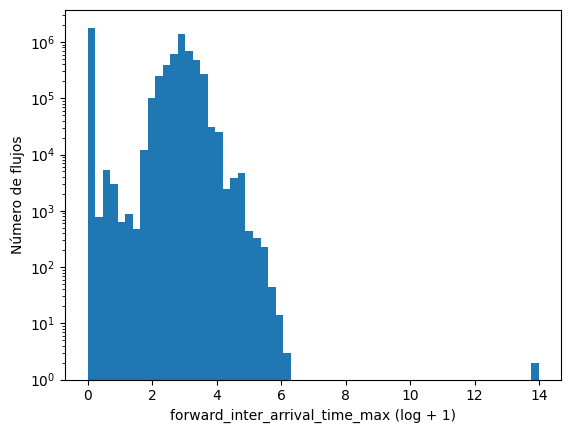 Número de flujos
10⁶
10⁵
10⁴
10³
10²
10¹
10⁰
0 2 4 6 8 10 12 14
forward_inter_arrival_time_max (log + 1)